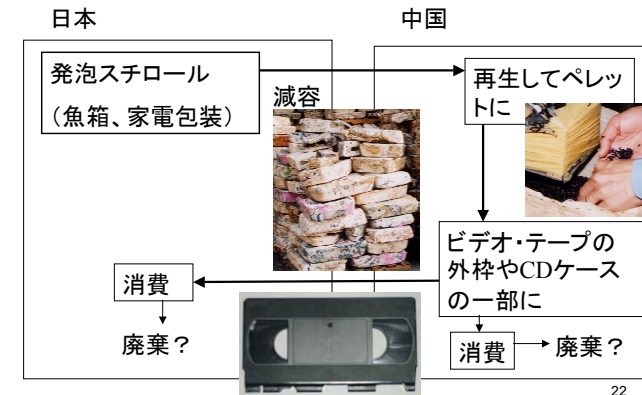 日本
中国
発泡スチロール
(魚箱、家電包装)
減容
再生してペレッ
トに
ビデオ・テープの
外枠やCDケース
の一部に
消費
廃棄？
消費
廃棄？
22